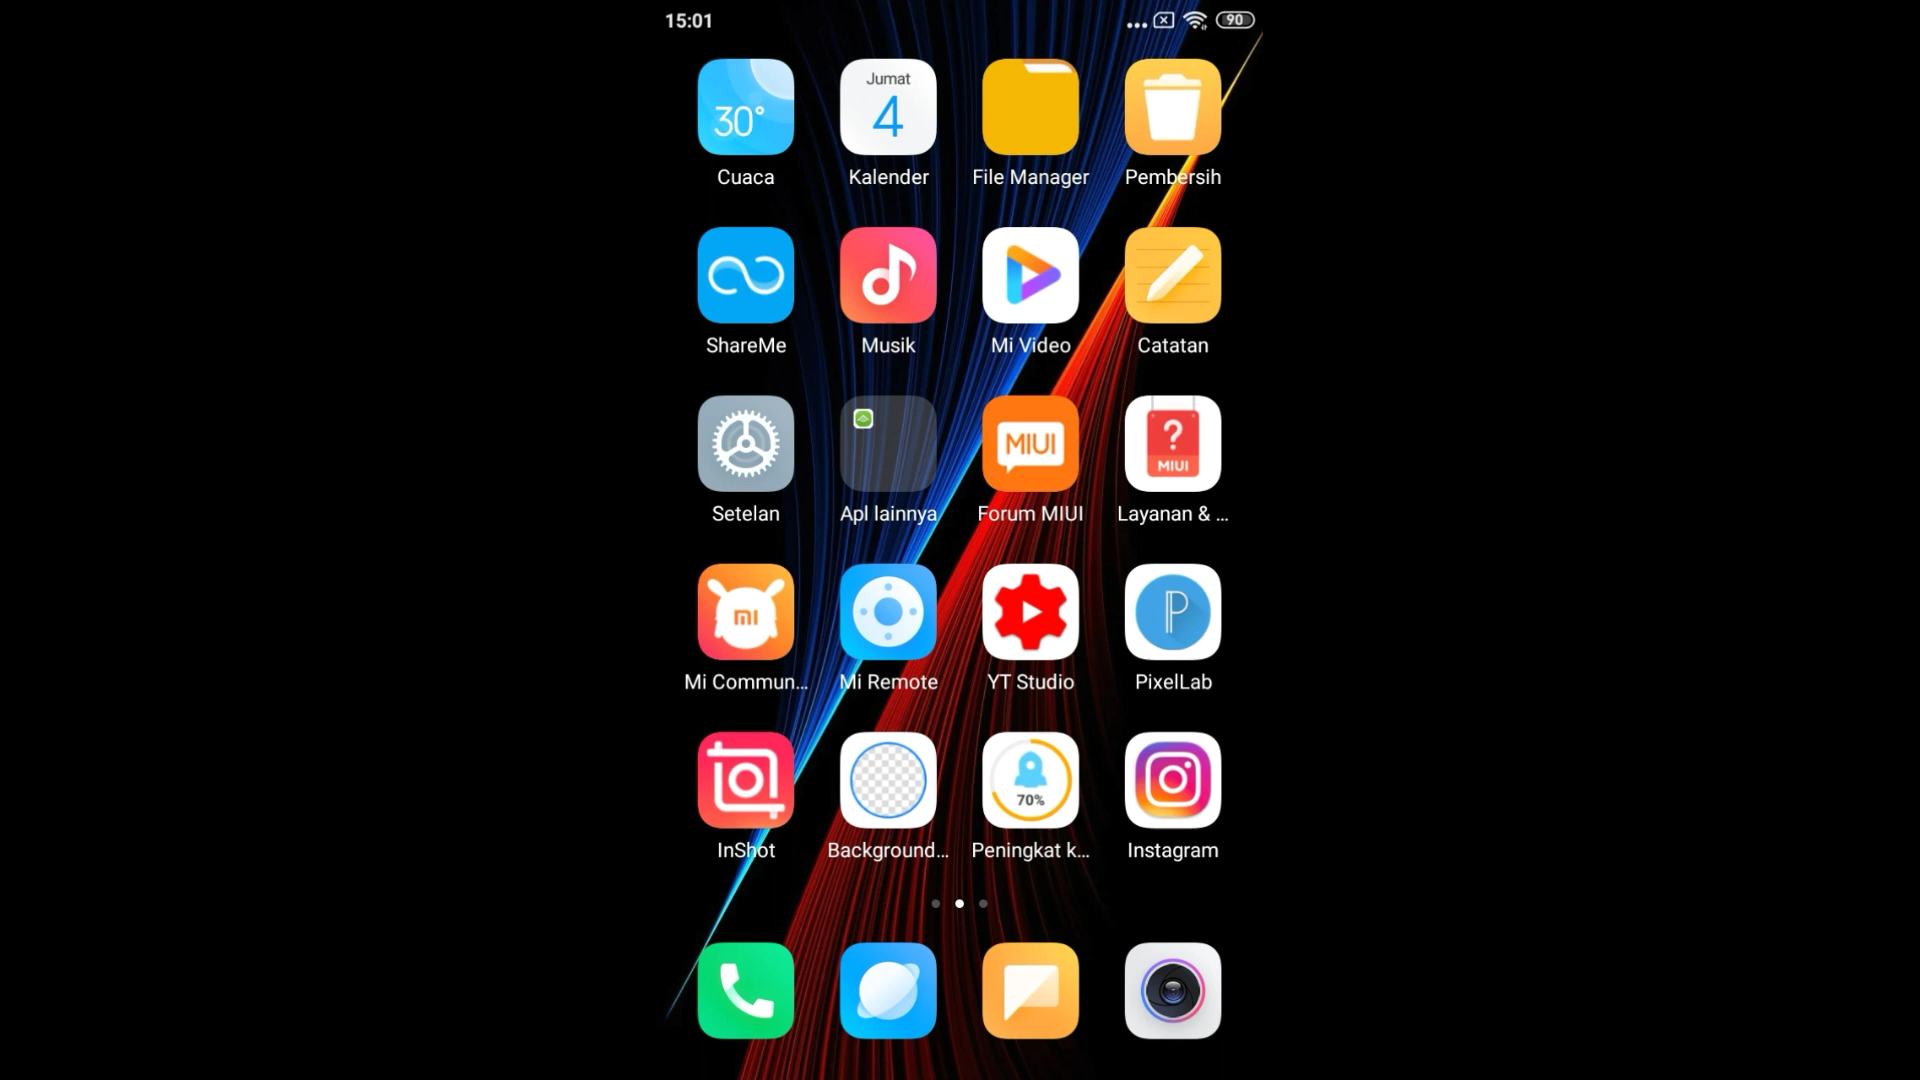 15:01
90
30°
Jumat
4
Cuaca
Kalender
File Manager
Pembersih
ShareMe
Musik
Mi Video
Catatan
MIUI
?
MIUI
Setelan
Apl lainnya
Forum MIUI
Layanan & ...
mi
P
Mi Commun...
Mi Remote
YT Studio
PixelLab
70%
InShot
Background...
Peningkat k...
Instagram